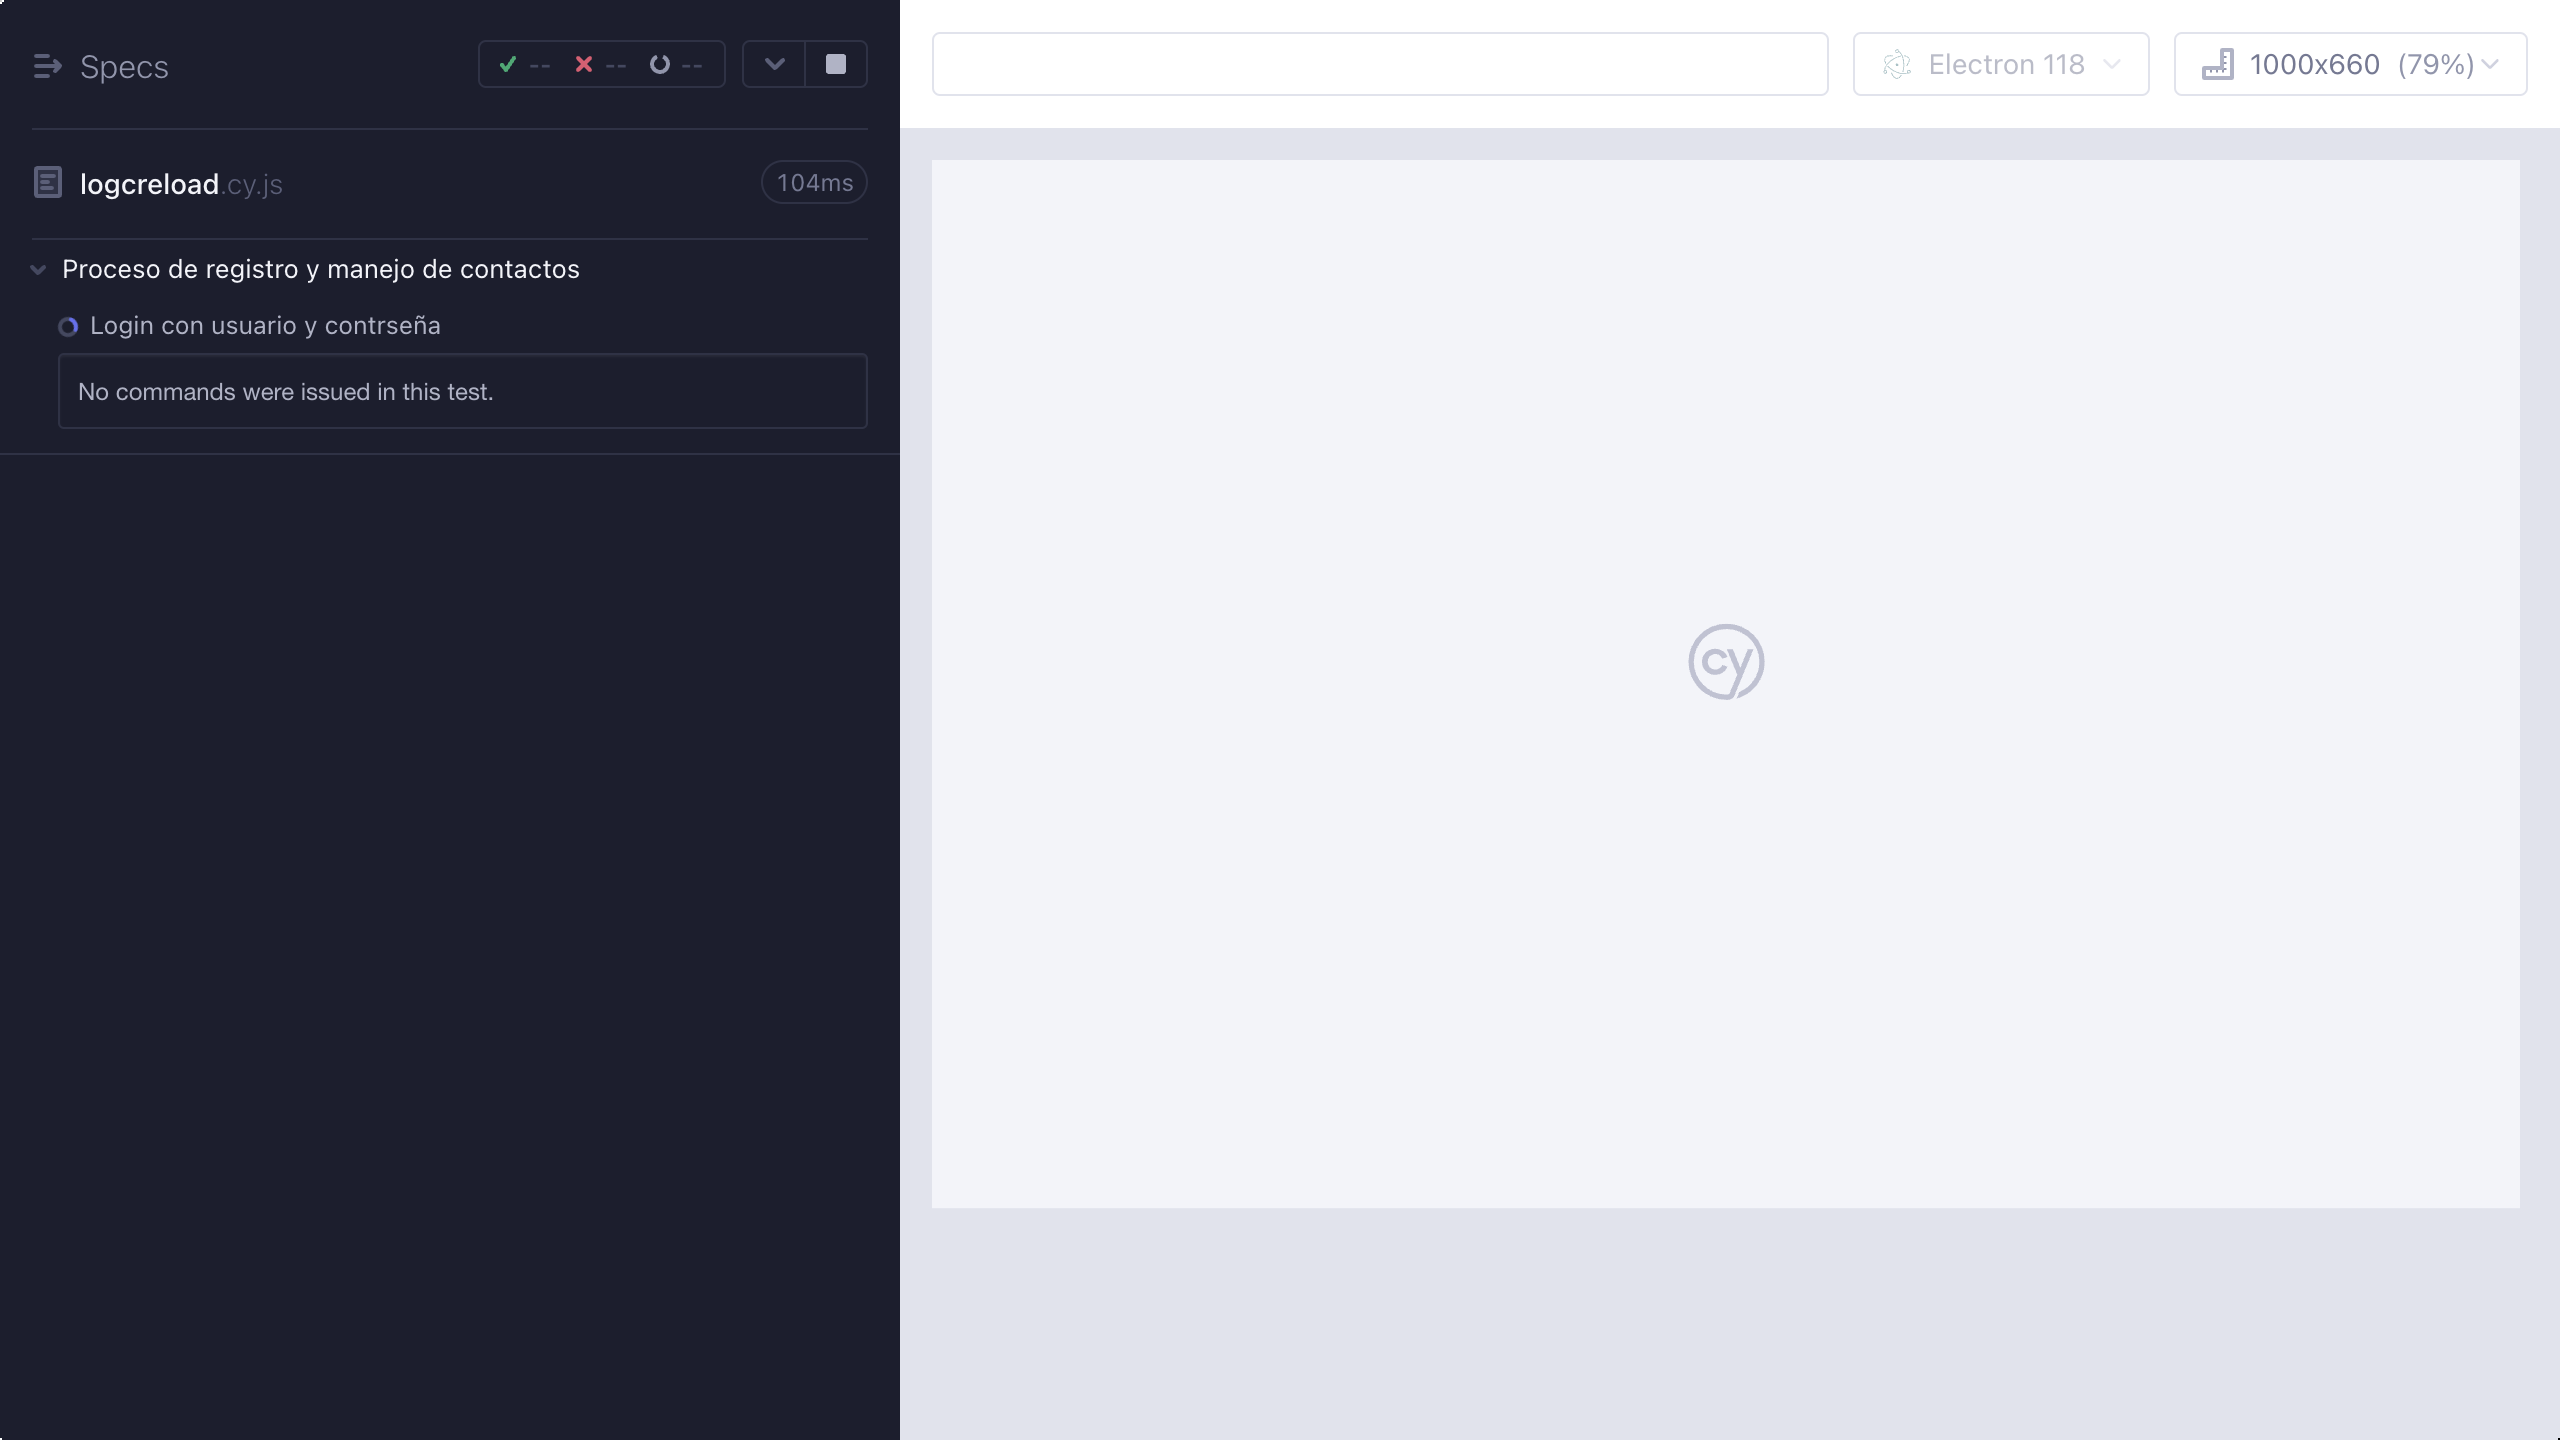 Specs
-- -- --
Electron 118
1000x660 (79%)
logcreload.cy.js
104ms
Proceso de registro y manejo de contactos
Login con usuario y contrseña
No commands were issued in this test.
cy